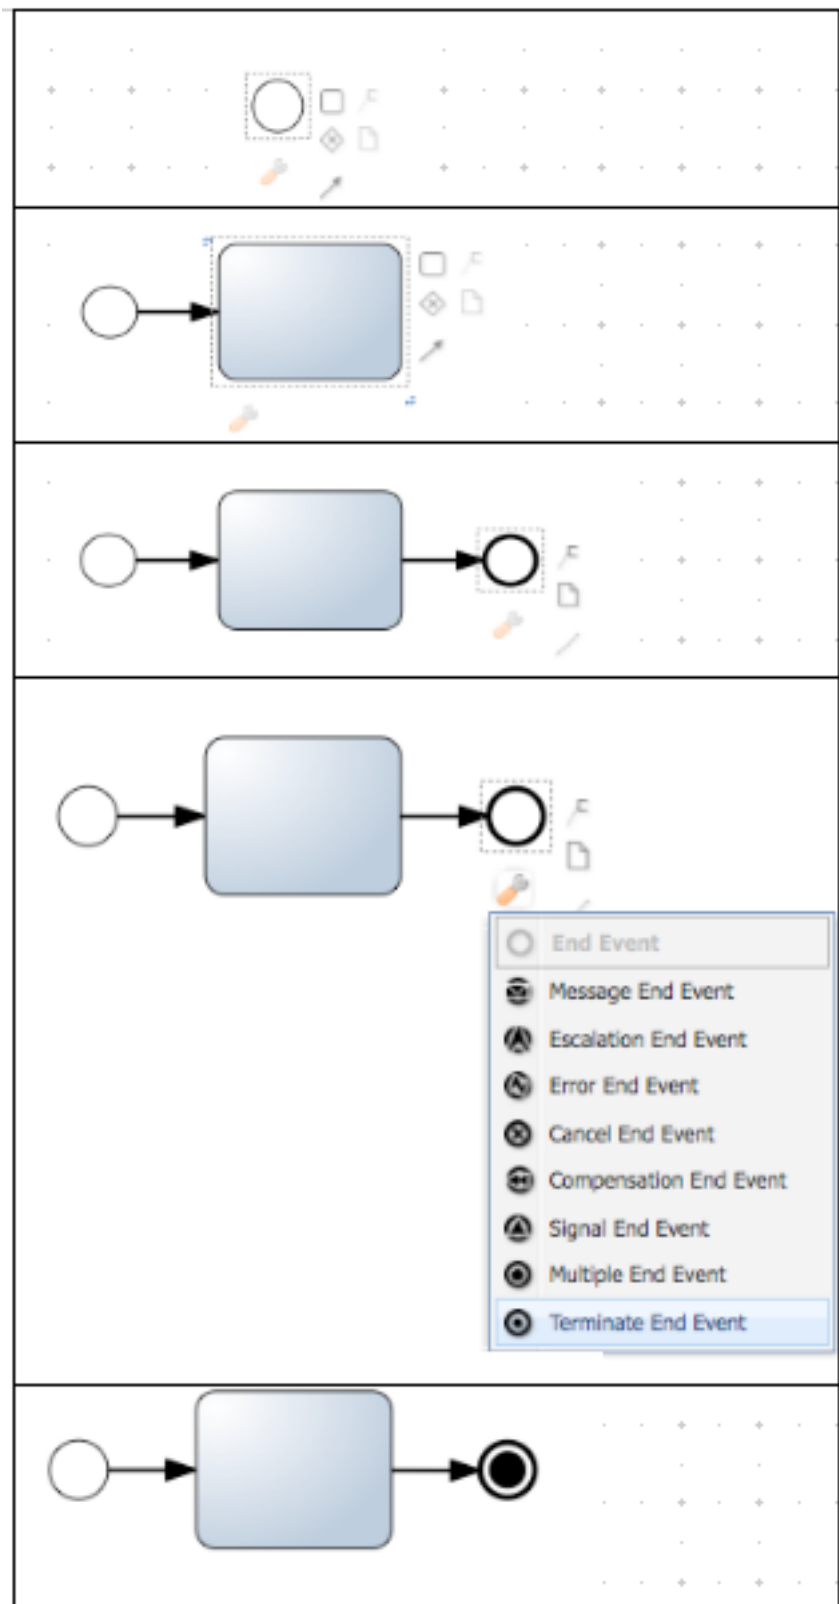 End Event
Message End Event
Escalation End Event
Error End Event
Cancel End Event
Compensation End Event
Signal End Event
Multiple End Event
Terminate End Event